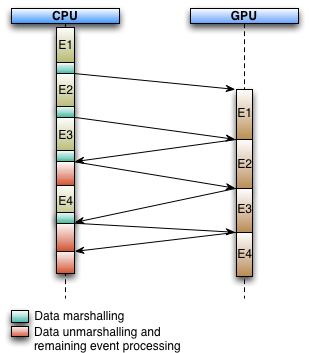 CPU
GPU
E1
E2
E3
E4
E1
E2
E3
E4
Data marshalling
Data unmarshalling and
remaining event processing